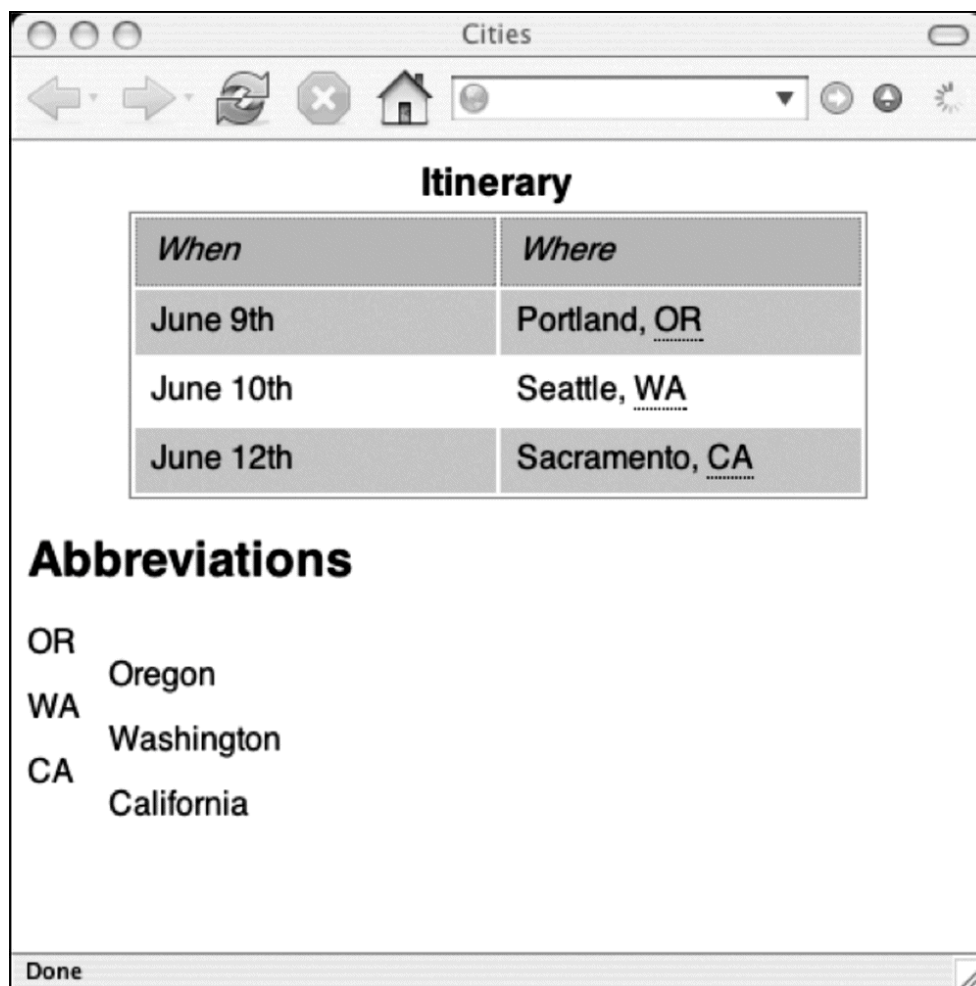 Cities
Itinerary
When Where
June 9th Portland, OR
June 10th Seattle, WA
June 12th Sacramento, CA
Abbreviations
OR
Oregon
WA
Washington
CA
California
Done